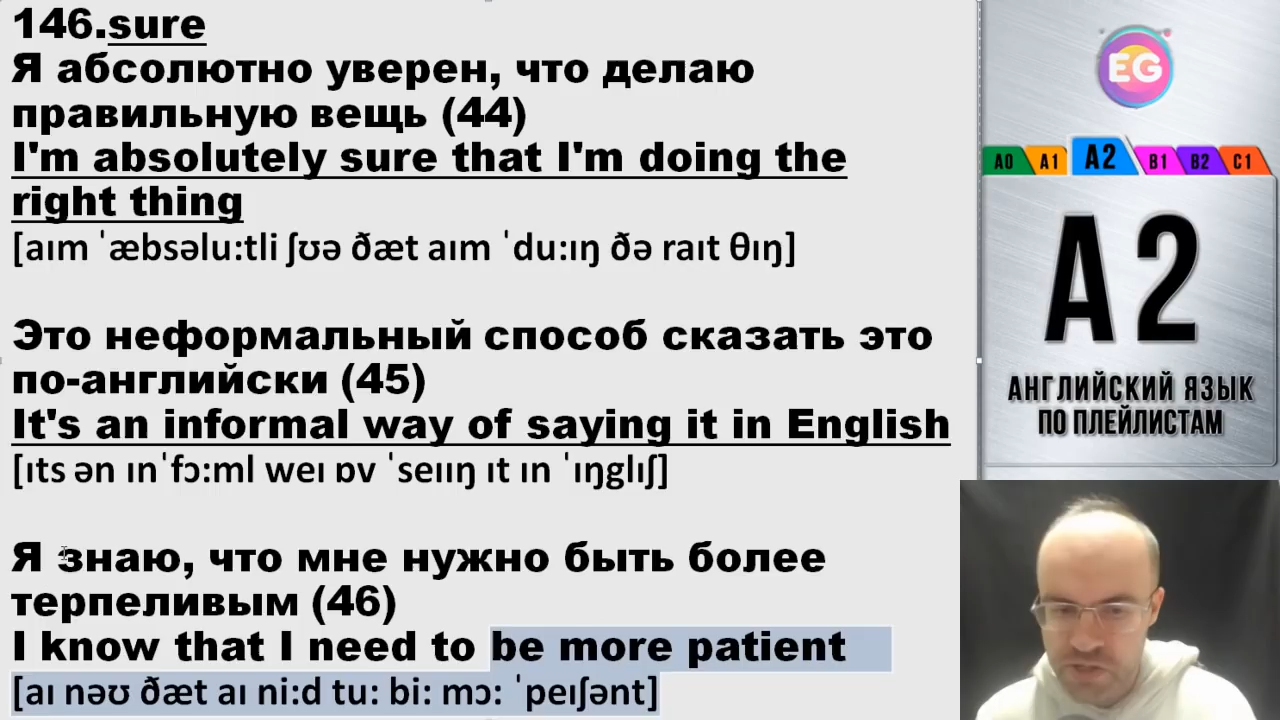 146.sure
Я абсолютно уверен, что делаю
правильную вещь (44)
I'm absolutely sure that I'm doing the
right thing
[aɪm ˈæbsəlu:tli ʃʊə ðæt aɪm ˈdu:ɪŋ ðə raɪt θɪŋ]
Это неформальный способ сказать это
по-английски (45)
It's an informal way of saying it in English
[ɪts ən ɪnˈfɔ:ml weɪ ɒv ˈseɪɪŋ ɪt ɪn ˈɪŋglɪʃ]
Я знаю, что мне нужно быть более
терпеливым (46)
I know that I need to be more patient
[aɪ nəʊ ðæt aɪ ni:d tu: bi: mɔ: ˈpeɪʃənt]
EG
A0 A1 A2 B1 B2 C1
A2
АНГЛИЙСКИЙ ЯЗЫК
ПО ПЛЕЙЛИСТАМ